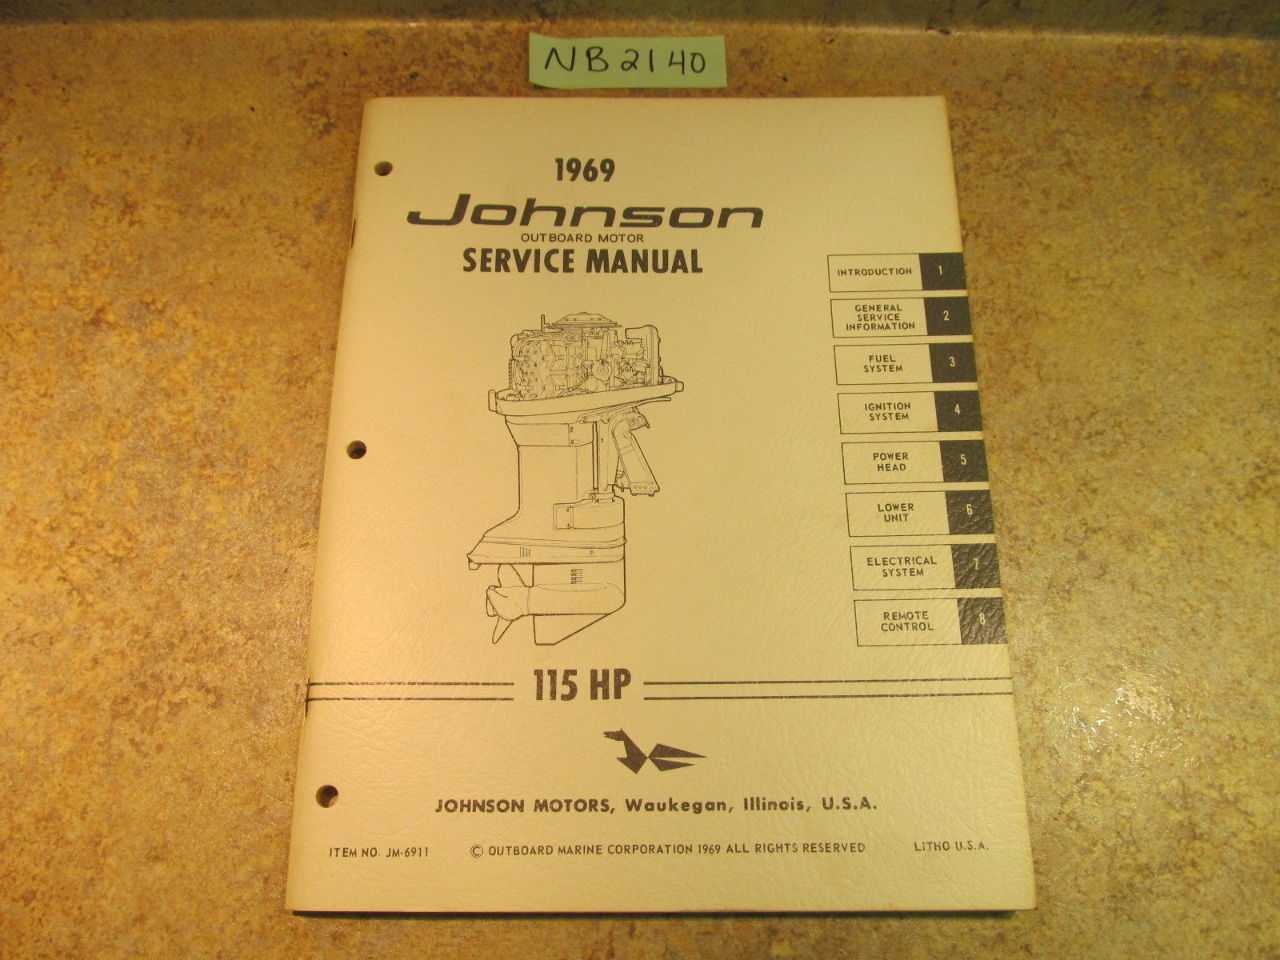 NB2140
1969
Johnson
OUTBOARD MOTOR
SERVICE MANUAL
INTRODUCTION 1
GENERAL
SERVICE
INFORMATION
2
FUEL
SYSTEM
3
IGNITION
SYSTEM
4
POWER
HEAD
5
LOWER
UNIT
6
ELECTRICAL
SYSTEM
7
REMOTE
CONTROL
8
115 HP
JOHNSON MOTORS, Waukegan, Illinois, U.S.A.
ITEM NO. JM-6911 © OUTBOARD MARINE CORPORATION 1969 ALL RIGHTS RESERVED LITHO U.S.A.